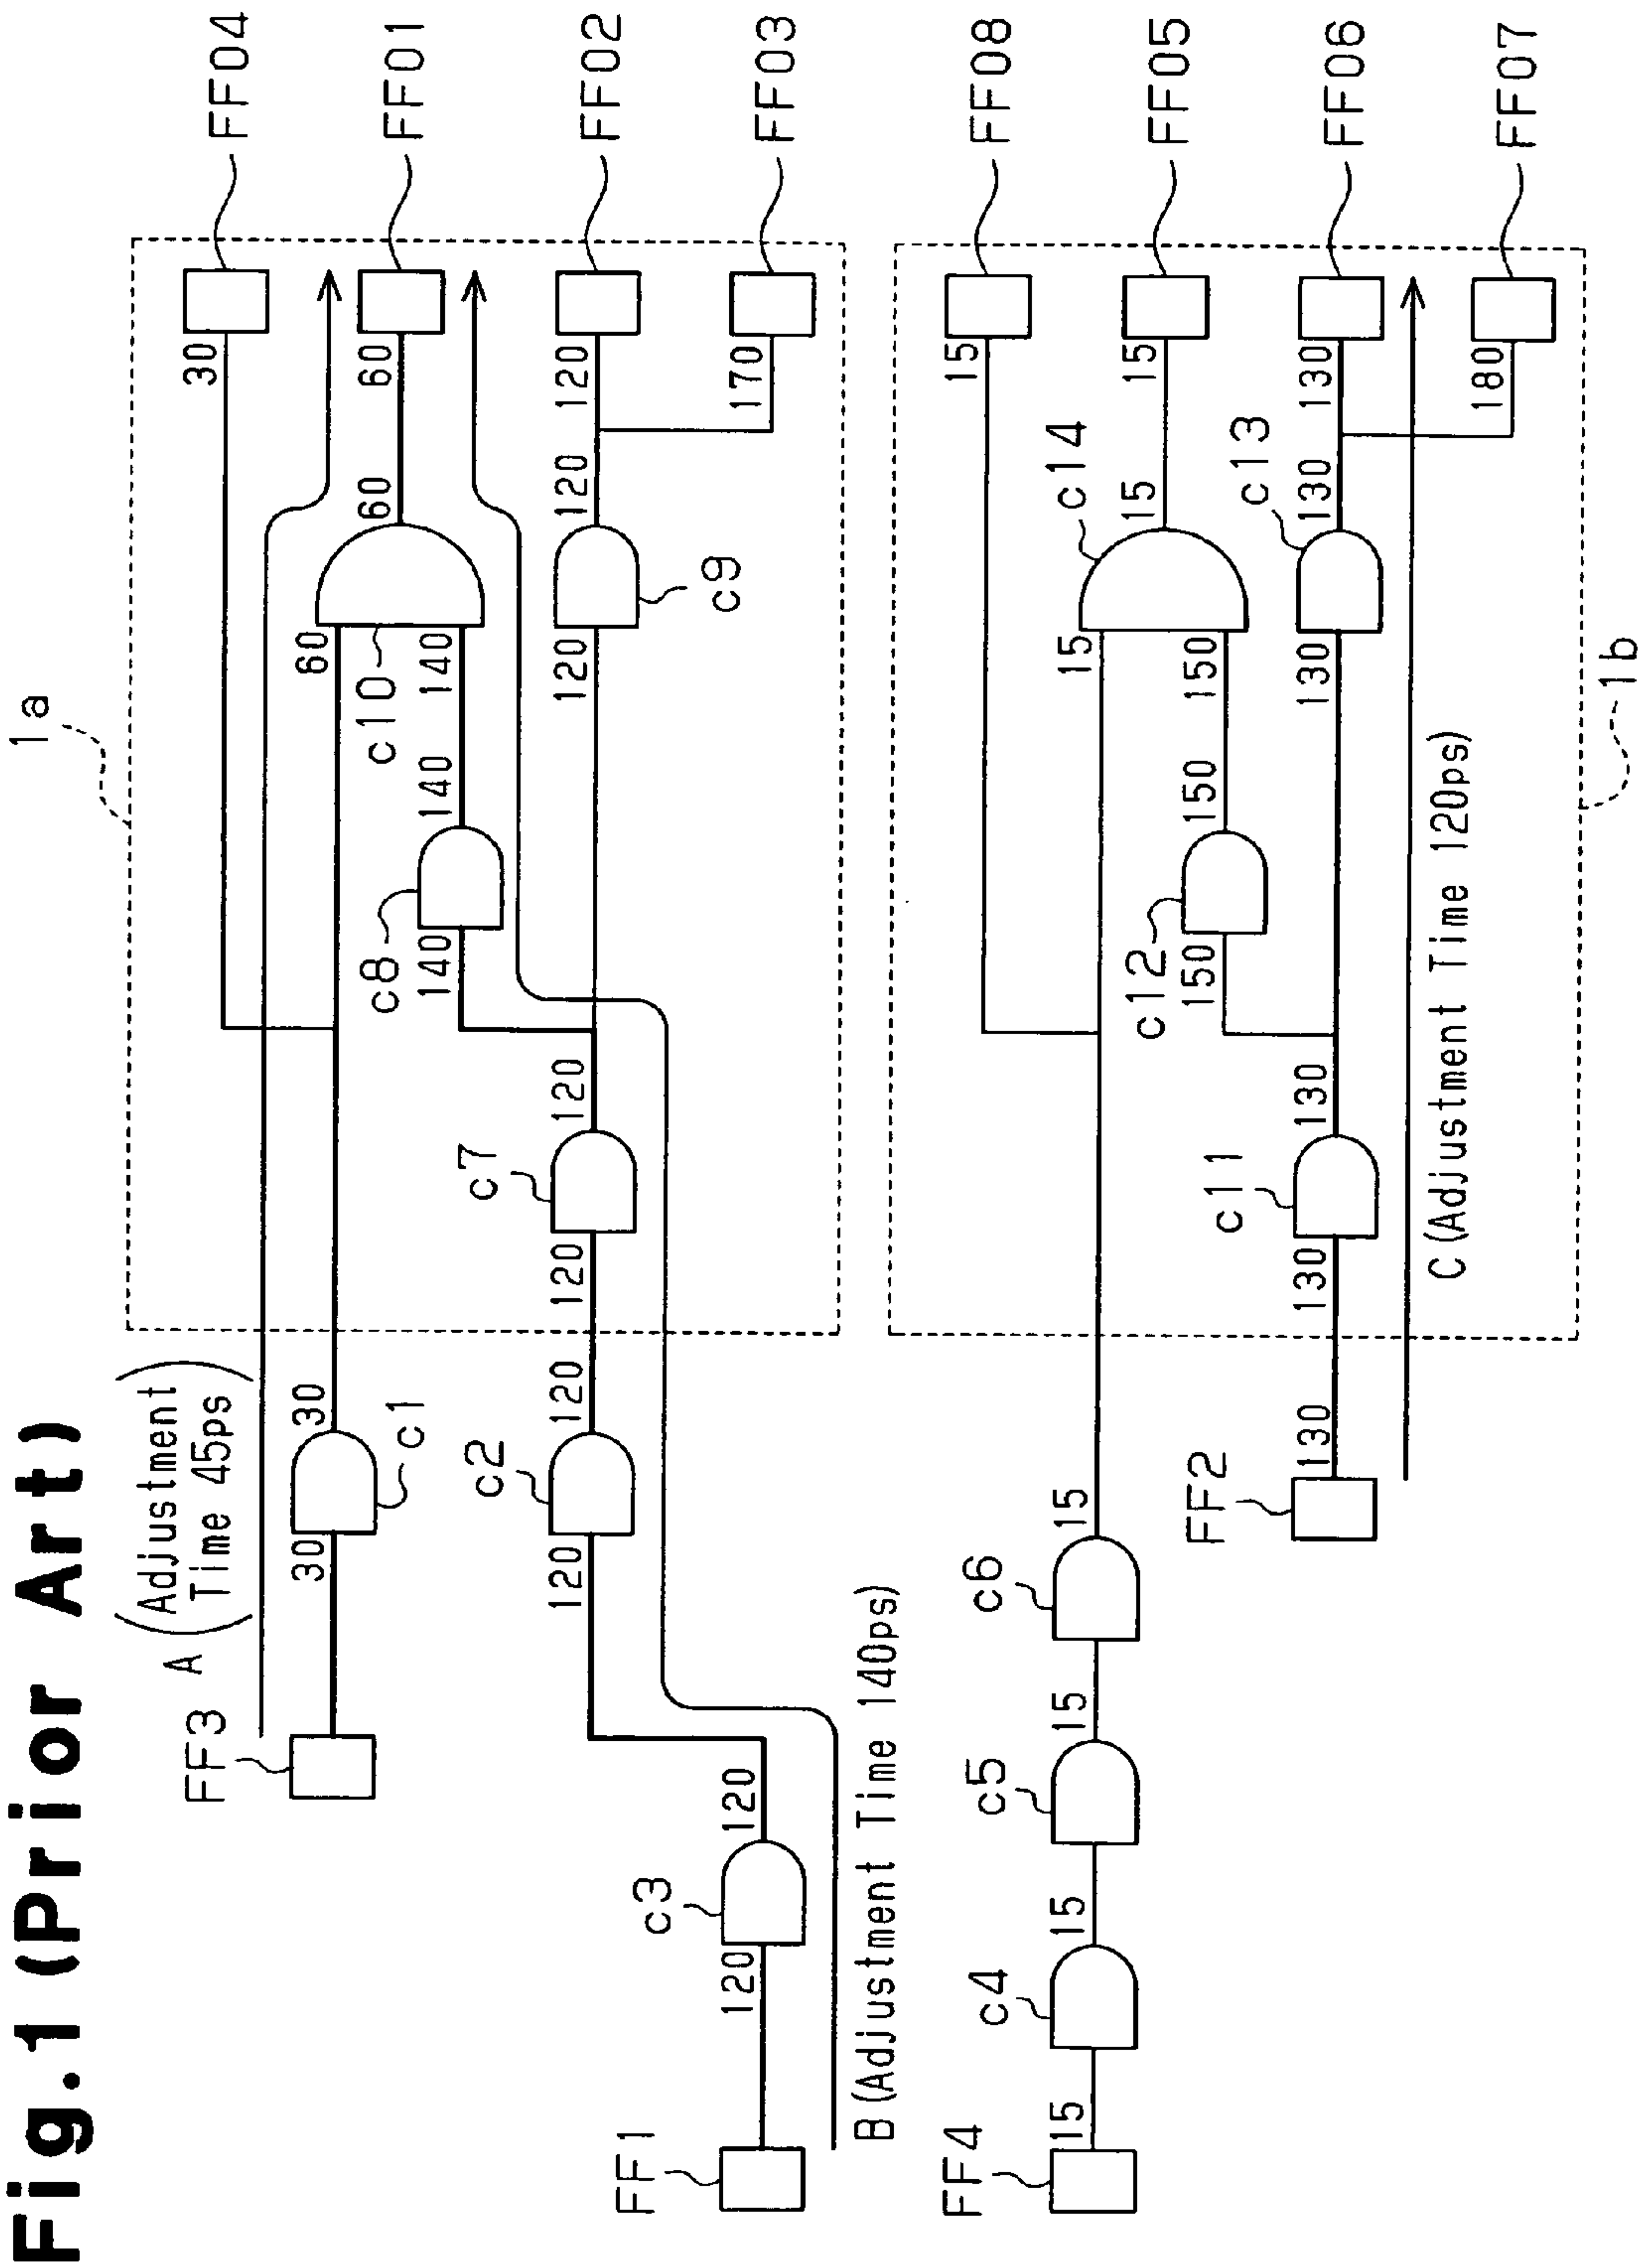 Fig.1 (Prior Art)
1a
FF3
A
(Adjustment
Time 45ps)
30
30
c1
30
FF04
60
60
60
FF01
c10
c8
140
140
140
FF1
120
c3
120
120
c2
120
120
c7
120
120
c9
120
120
FF02
170
FF03
B(Adjustment Time 140ps)
FF4
15
c4
15
c5
15
c6
15
15
FF08
15
c14
15
15
FF05
c12
150
150
150
FF2
130
130
c11
130
130
c13
130
130
FF06
180
FF07
C(Adjustment Time 120ps)
1b